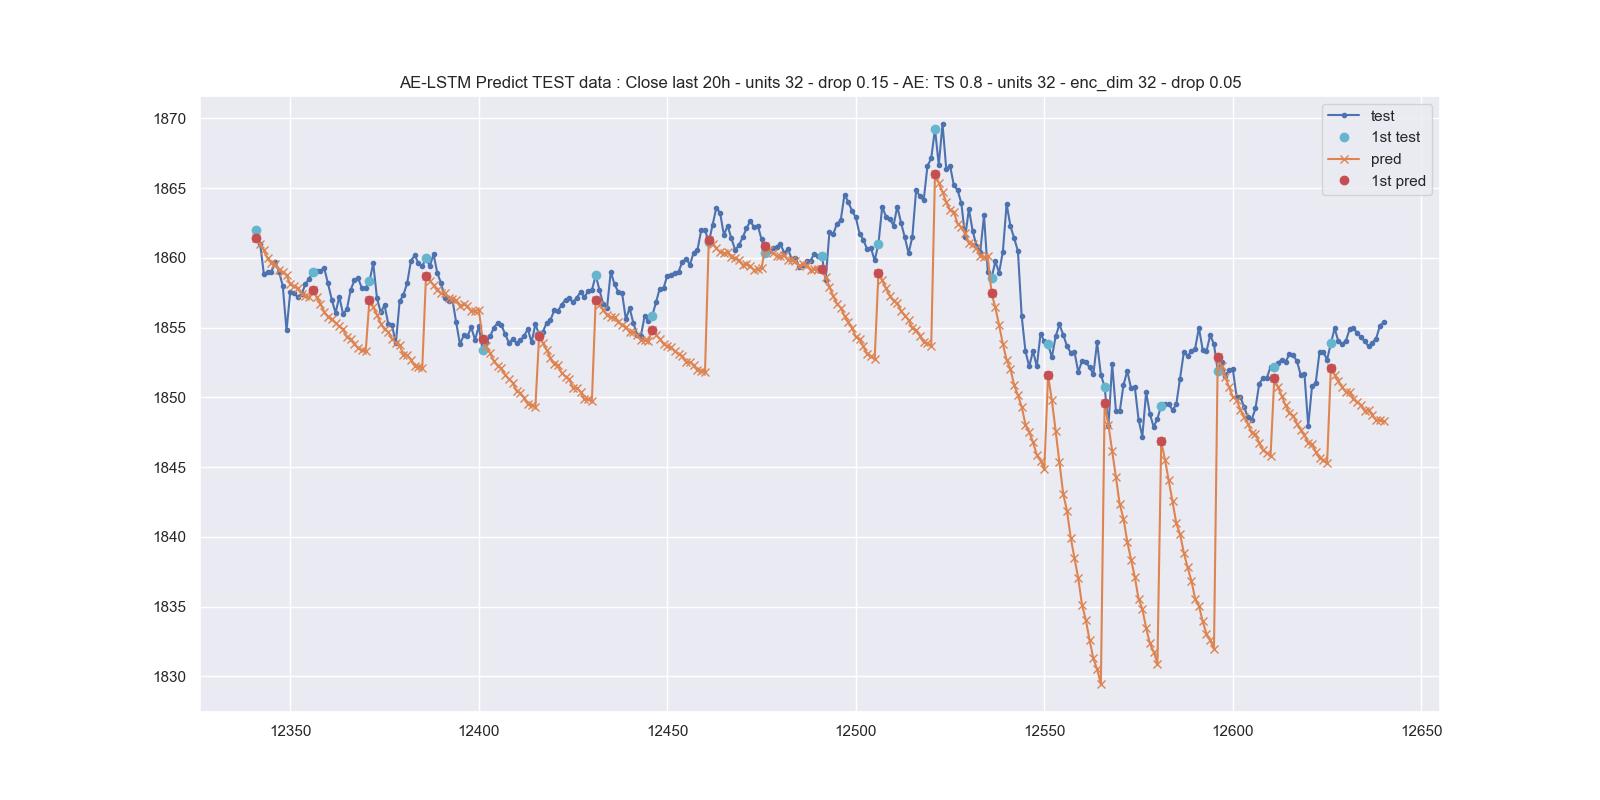 AE-LSTM Predict TEST data : Close last 20h - units 32 - drop 0.15 - AE: TS 0.8 - units 32 - enc_dim 32 - drop 0.05
test
1st test
pred
1st pred
1870
1865
1860
1855
1850
1845
1840
1835
1830
12350 12400 12450 12500 12550 12600 12650